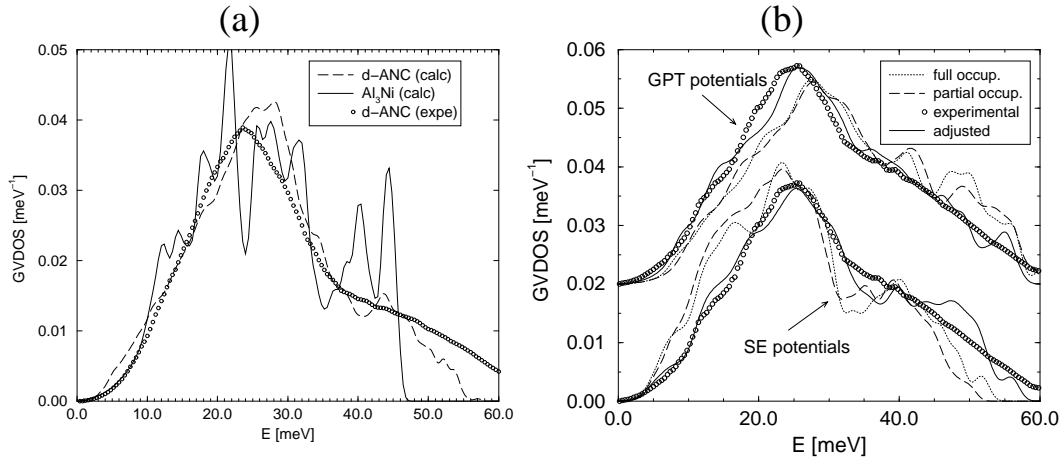 (a)
0.05
0.04
0.03
0.02
0.01
0.00
GVDOS [meV⁻¹]
d−ANC (calc)
Al₃Ni (calc)
d−ANC (expe)
0.0 10.0 20.0 30.0 40.0 50.0 60.0
E [meV]
(b)
0.06
0.05
0.04
0.03
0.02
0.01
0.00
GVDOS [meV⁻¹]
GPT potentials
full occup.
partial occup.
experimental
adjusted
SE potentials
0.0 20.0 40.0 60.0
E [meV]